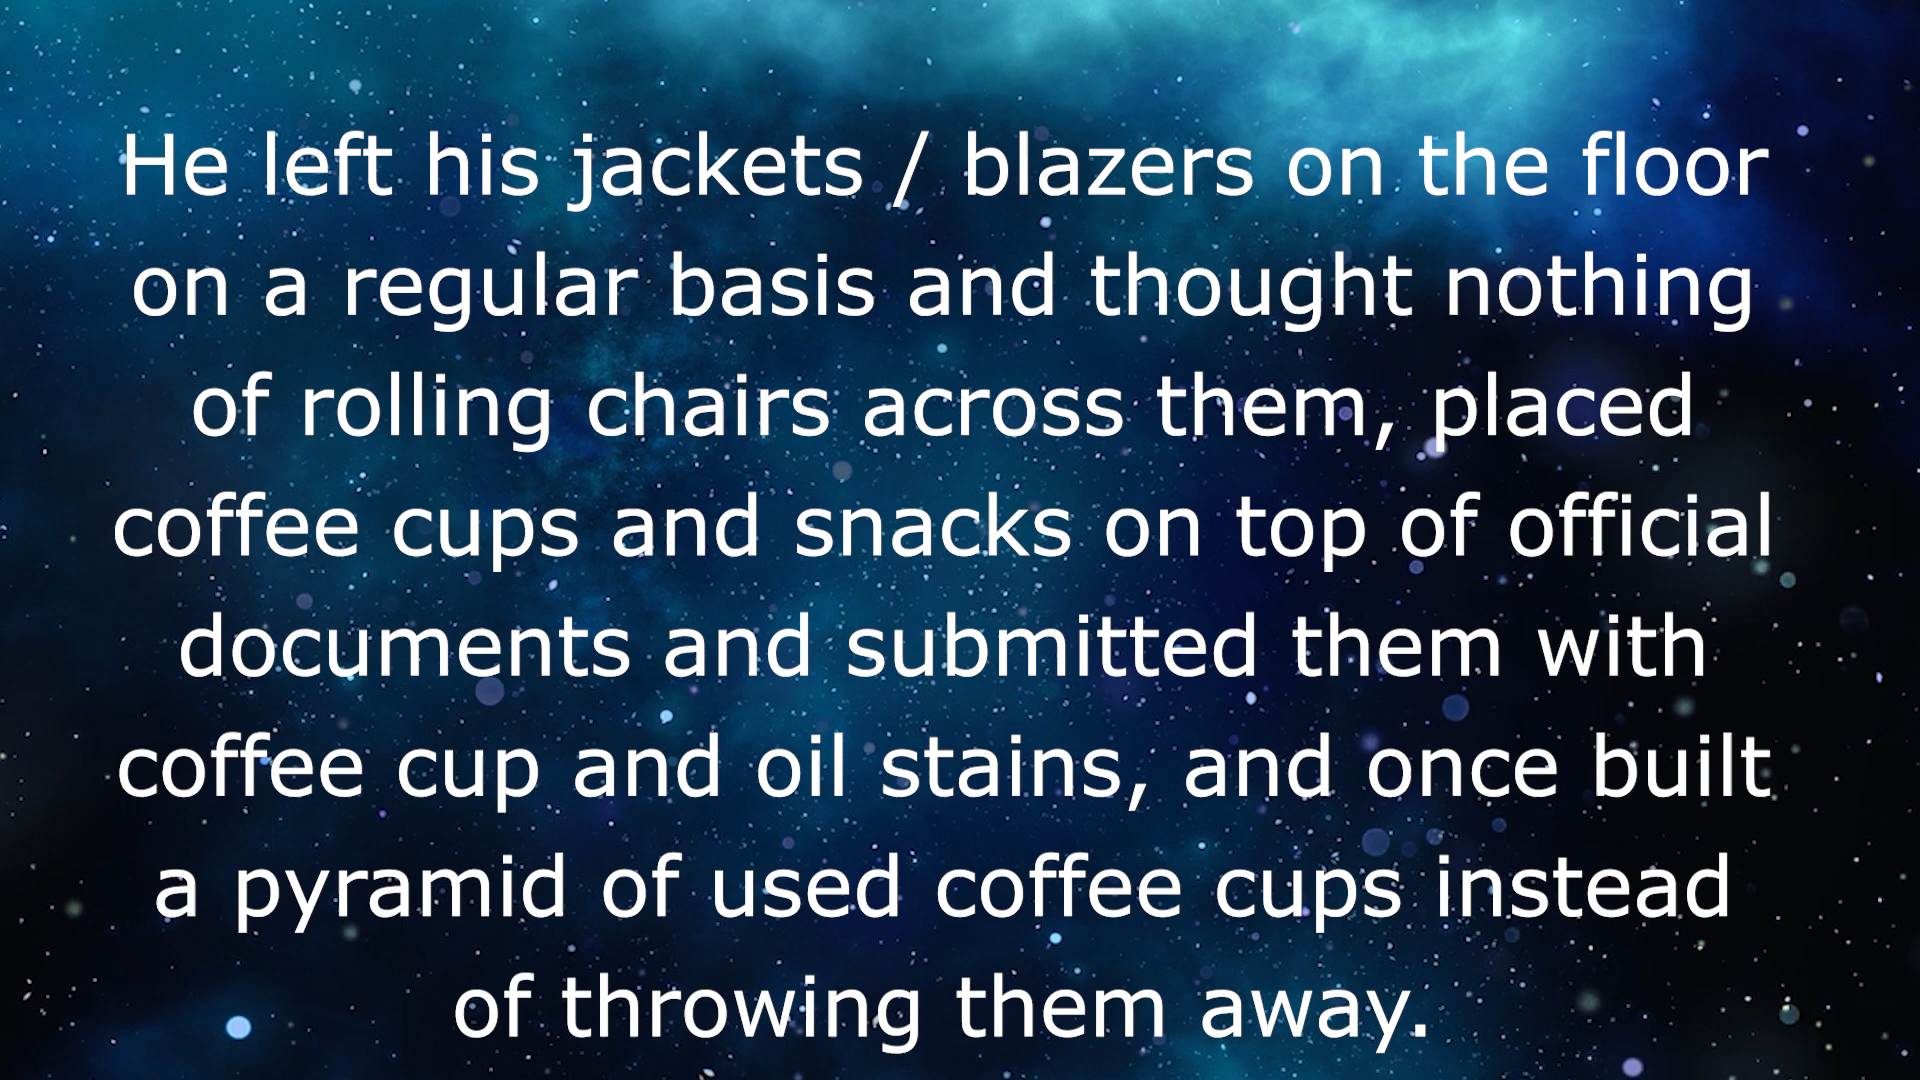 He left his jackets / blazers on the floor
on a regular basis and thought nothing
of rolling chairs across them, placed
coffee cups and snacks on top of official
documents and submitted them with
coffee cup and oil stains, and once built
a pyramid of used coffee cups instead
of throwing them away.